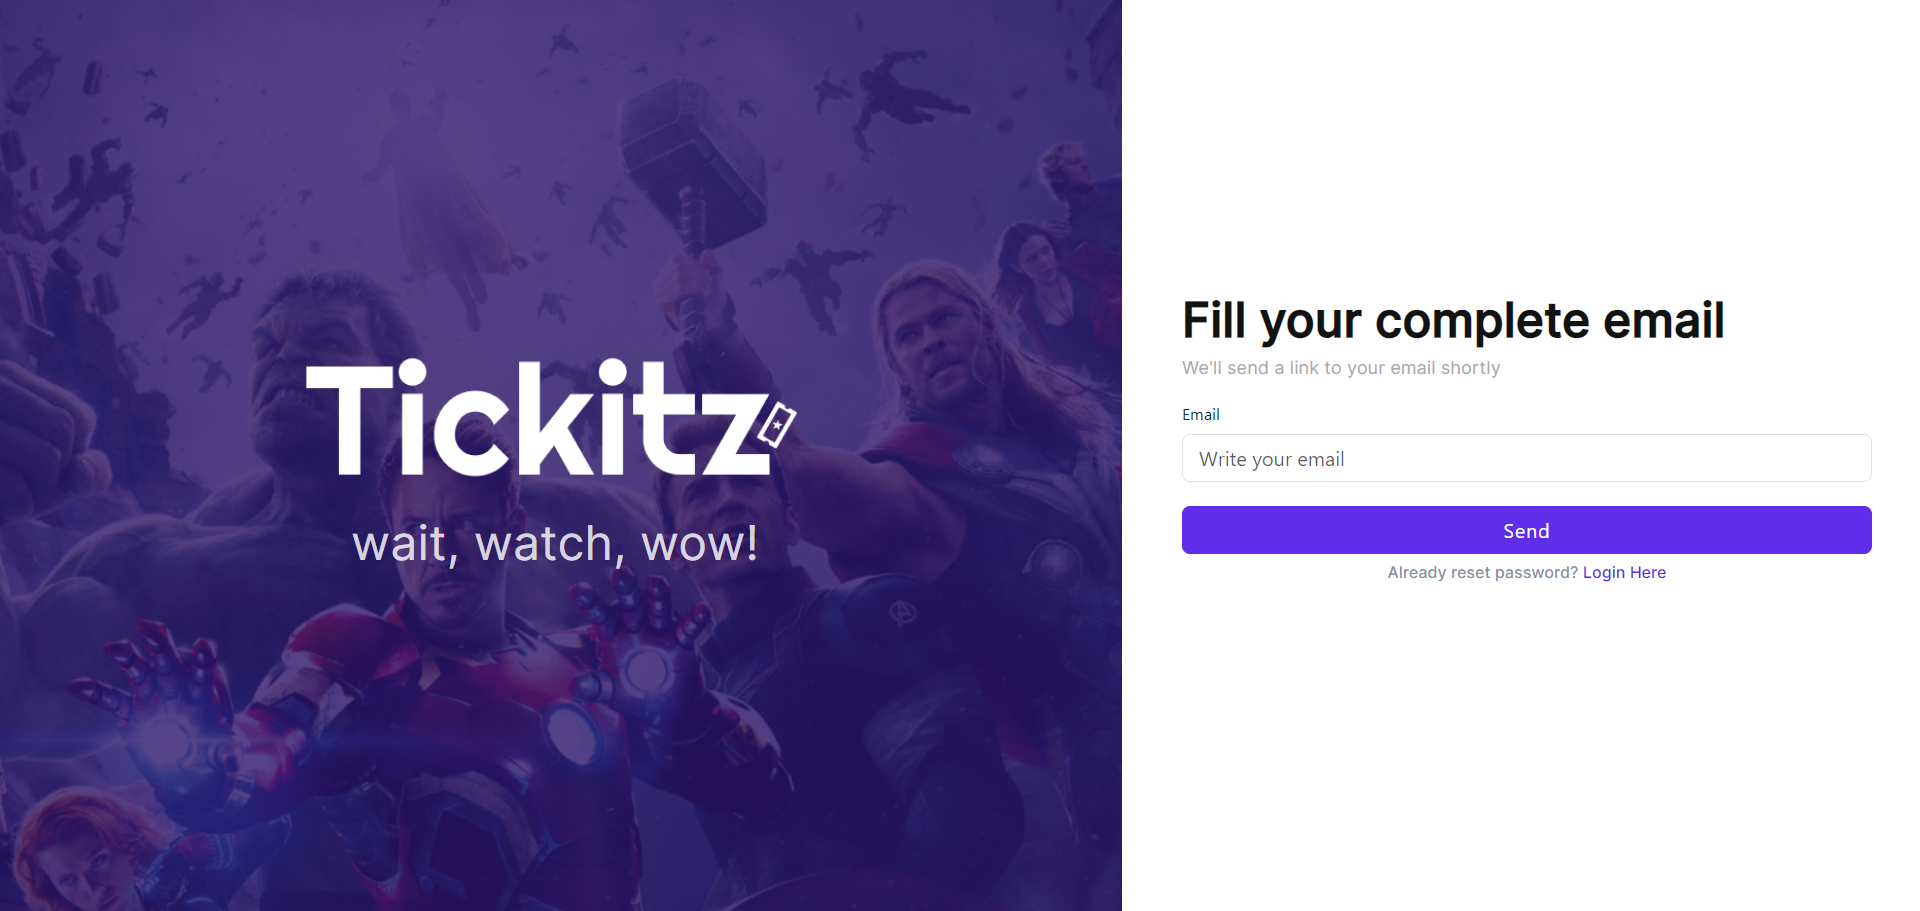 Tickitz
wait, watch, wow!
Fill your complete email
We'll send a link to your email shortly
Email
Write your email
Send
Already reset password? Login Here